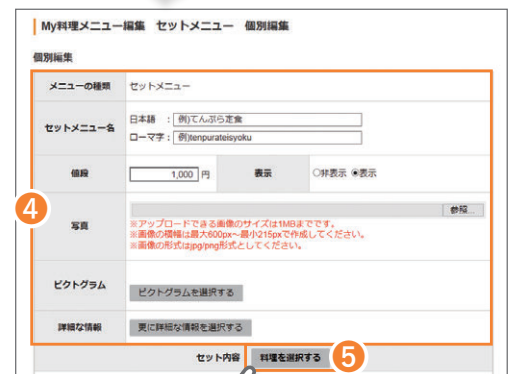 My料理メニュー編集 セットメニュー 個別編集
個別編集
メニューの種類 セットメニュー
セットメニュー名 日本語 : 例)てんぷら定食
ローマ字 : 例)tenpurateisyoku
値段 1,000 円 表示 ○非表示 ◉表示
4
写真 参照...
※アップロードできる画像のサイズは1MBまでです。
※画像の横幅は最大600px~最小215pxで作成してください。
※画像の形式はjpg/png形式としてください。
ピクトグラム ピクトグラムを選択する
詳細な情報 更に詳細な情報を選択する
セット内容 料理を選択する 5